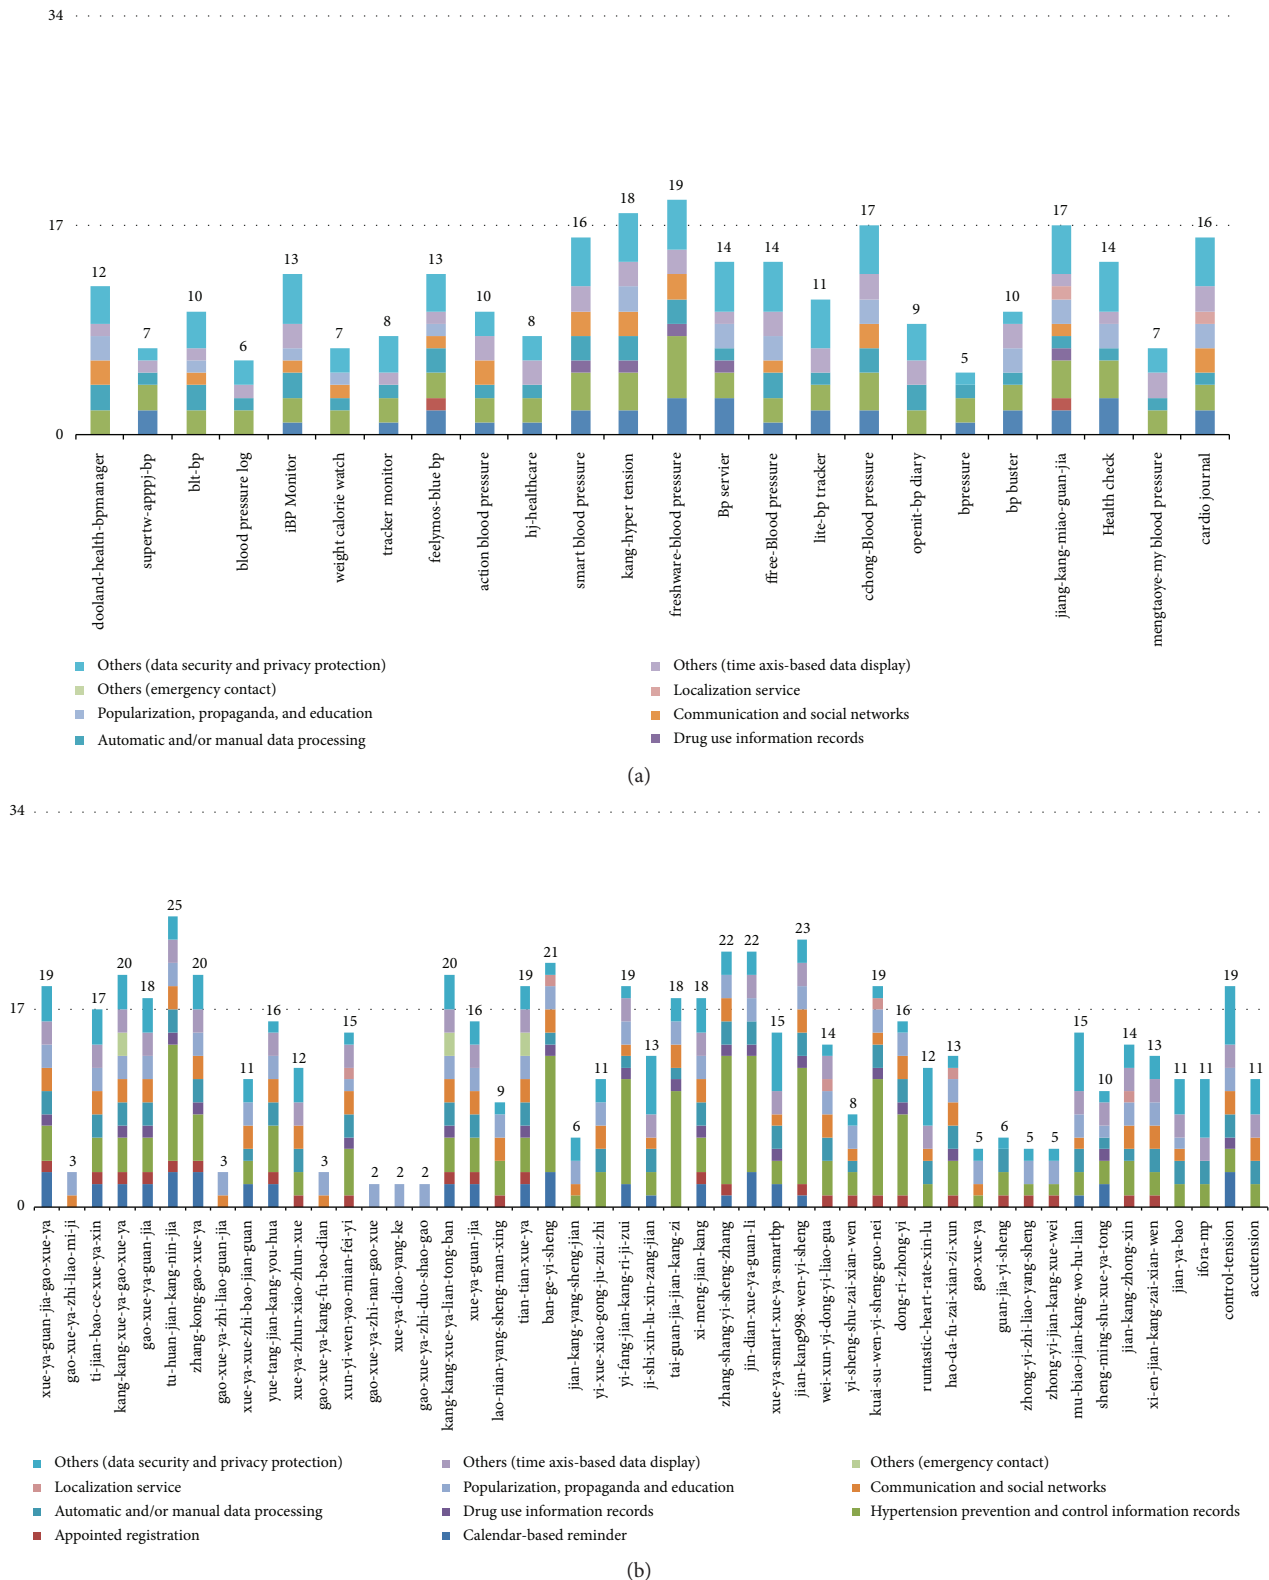 34
17
0
12
7
10
6
13
7
8
13
10
8
16
18
19
14
14
11
17
9
5
10
17
14
7
16
dooland-health-bpmanager
supertw-apppj-bp
blt-bp
blood pressure log
iBP Monitor
weight calorie watch
tracker monitor
feelymos-blue bp
action blood pressure
hj-healthcare
smart blood pressure
kang-hyper tension
freshware-blood pressure
Bp servier
ffree-Blood pressure
lite-bp tracker
cchong-Blood pressure
openit-bp diary
bpressure
bp buster
jiang-kang-miao-guan-jia
Health check
mengtaoye-my blood pressure
cardio journal
Others (data security and privacy protection)
Others (emergency contact)
Popularization, propaganda, and education
Automatic and/or manual data processing
Others (time axis-based data display)
Localization service
Communication and social networks
Drug use information records
(a)
34
17
0
19
3
17
20
18
25
20
3
11
16
12
3
15
2
2
2
20
16
9
19
21
6
11
19
13
18
18
22
22
15
23
14
8
19
16
12
13
5
6
5
5
15
10
14
13
11
11
19
11
xue-ya-guan-jia-gao-xue-ya
gao-xue-ya-zhi-liao-mi-ji
ti-jian-bao-ce-xue-ya-xin
kang-kang-xue-ya-gao-xue-ya
gao-xue-ya-guan-jia
tu-huan-jian-kang-nin-jia
zhang-kong-gao-xue-ya
gao-xue-ya-zhi-liao-guan-jia
xue-ya-xue-zhi-bao-jian-guan
yue-tang-jian-kang-you-hua
xue-ya-zhun-xiao-zhun-xue
gao-xue-ya-kang-fu-bao-dian
xun-yi-wen-yao-mian-fei-yi
gao-xue-ya-zhi-nan-gao-xue
xue-ya-diao-yang-ke
gao-xue-ya-zhi-duo-shao-gao
kang-kang-xue-ya-lian-tong-ban
xue-ya-guan-jia
lao-nian-yang-sheng-man-xing
tian-tian-xue-ya
ban-ge-yi-sheng
jian-kang-yang-sheng-jian
yi-xue-xiao-gong-ju-zui-zhi
yi-fang-jian-kang-ri-ji-zui
ji-shi-xin-lu-xin-zang-jian
tai-guan-jia-jian-kang-zi
xi-meng-jian-kang
zhang-shang-yi-sheng-zhang
jin-dian-xue-ya-guan-li
xue-ya-smart-xue-ya-smartbp
jian-kang998-wen-yi-sheng
wei-xun-yi-dong-yi-liao-gua
yi-sheng-shu-zai-xian-wen
kuai-su-wen-yi-sheng-guo-nei
dong-ri-zhong-yi
runtastic-heart-rate-xin-lu
hao-da-fu-zai-xian-zi-xun
gao-xue-ya
guan-jia-yi-sheng
zhong-yi-zhi-liao-yang-sheng
zhong-yi-jian-kang-xue-wei
mu-biao-jian-kang-wo-hu-lian
sheng-ming-shu-xue-ya-tong
jian-kang-zhong-xin
xi-en-jian-kang-zai-xian-wen
jian-ya-bao
ifora-mp
control-tension
accutension
Others (data security and privacy protection)
Localization service
Automatic and/or manual data processing
Appointed registration
Others (time axis-based data display)
Popularization, propaganda and education
Drug use information records
Calendar-based reminder
Others (emergency contact)
Communication and social networks
Hypertension prevention and control information records
(b)